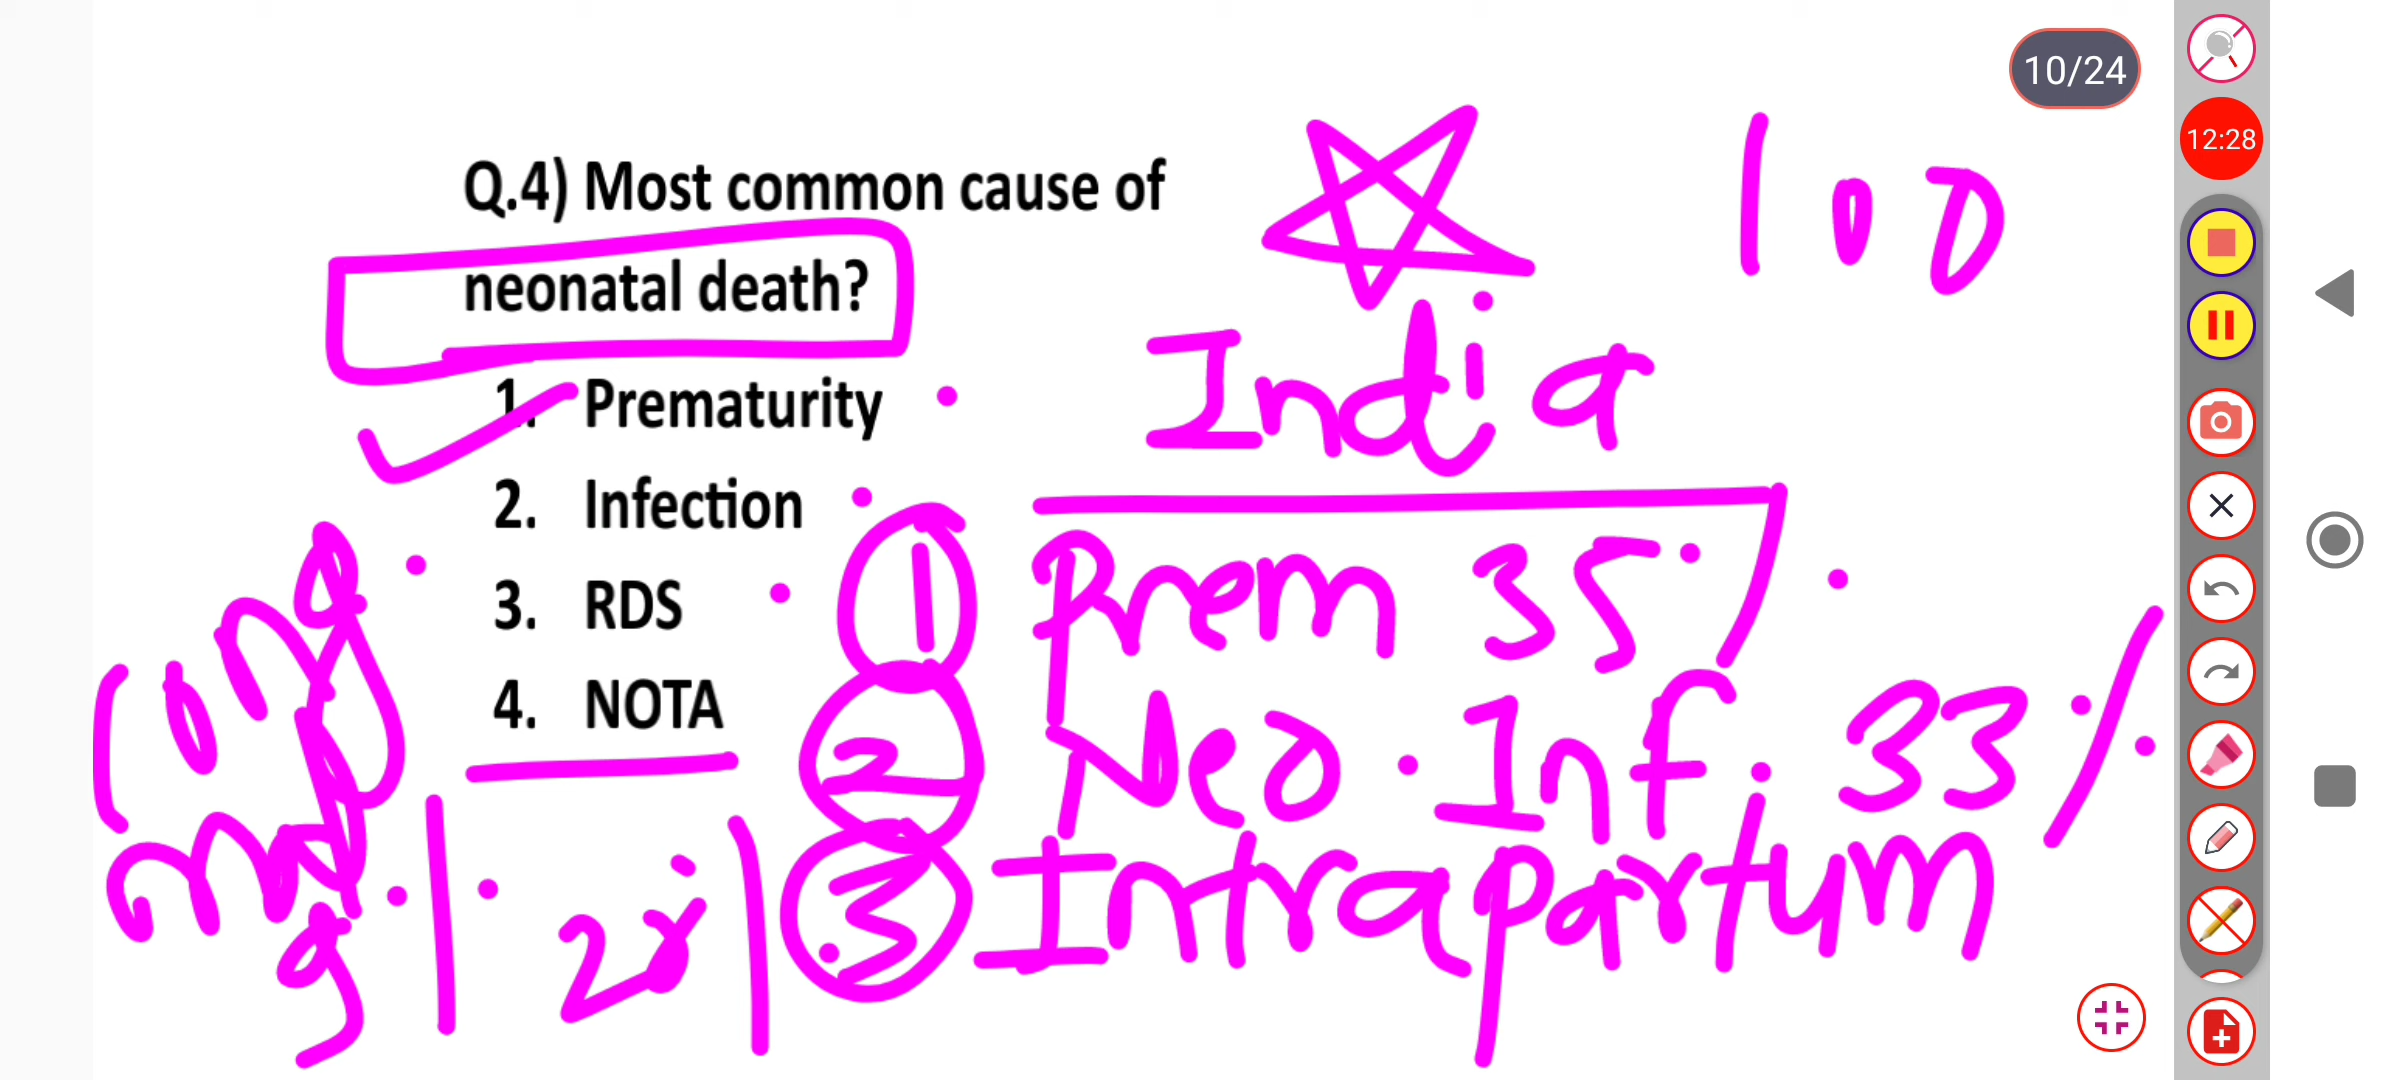 10/24
12:28
Q.4) Most common cause of
neonatal death?
1. Prematurity
2. Infection
3. RDS
4. NOTA
100
India
1 Prem 35%
2 Neo. Inf. 33%
3 Intrapartum
Cong.